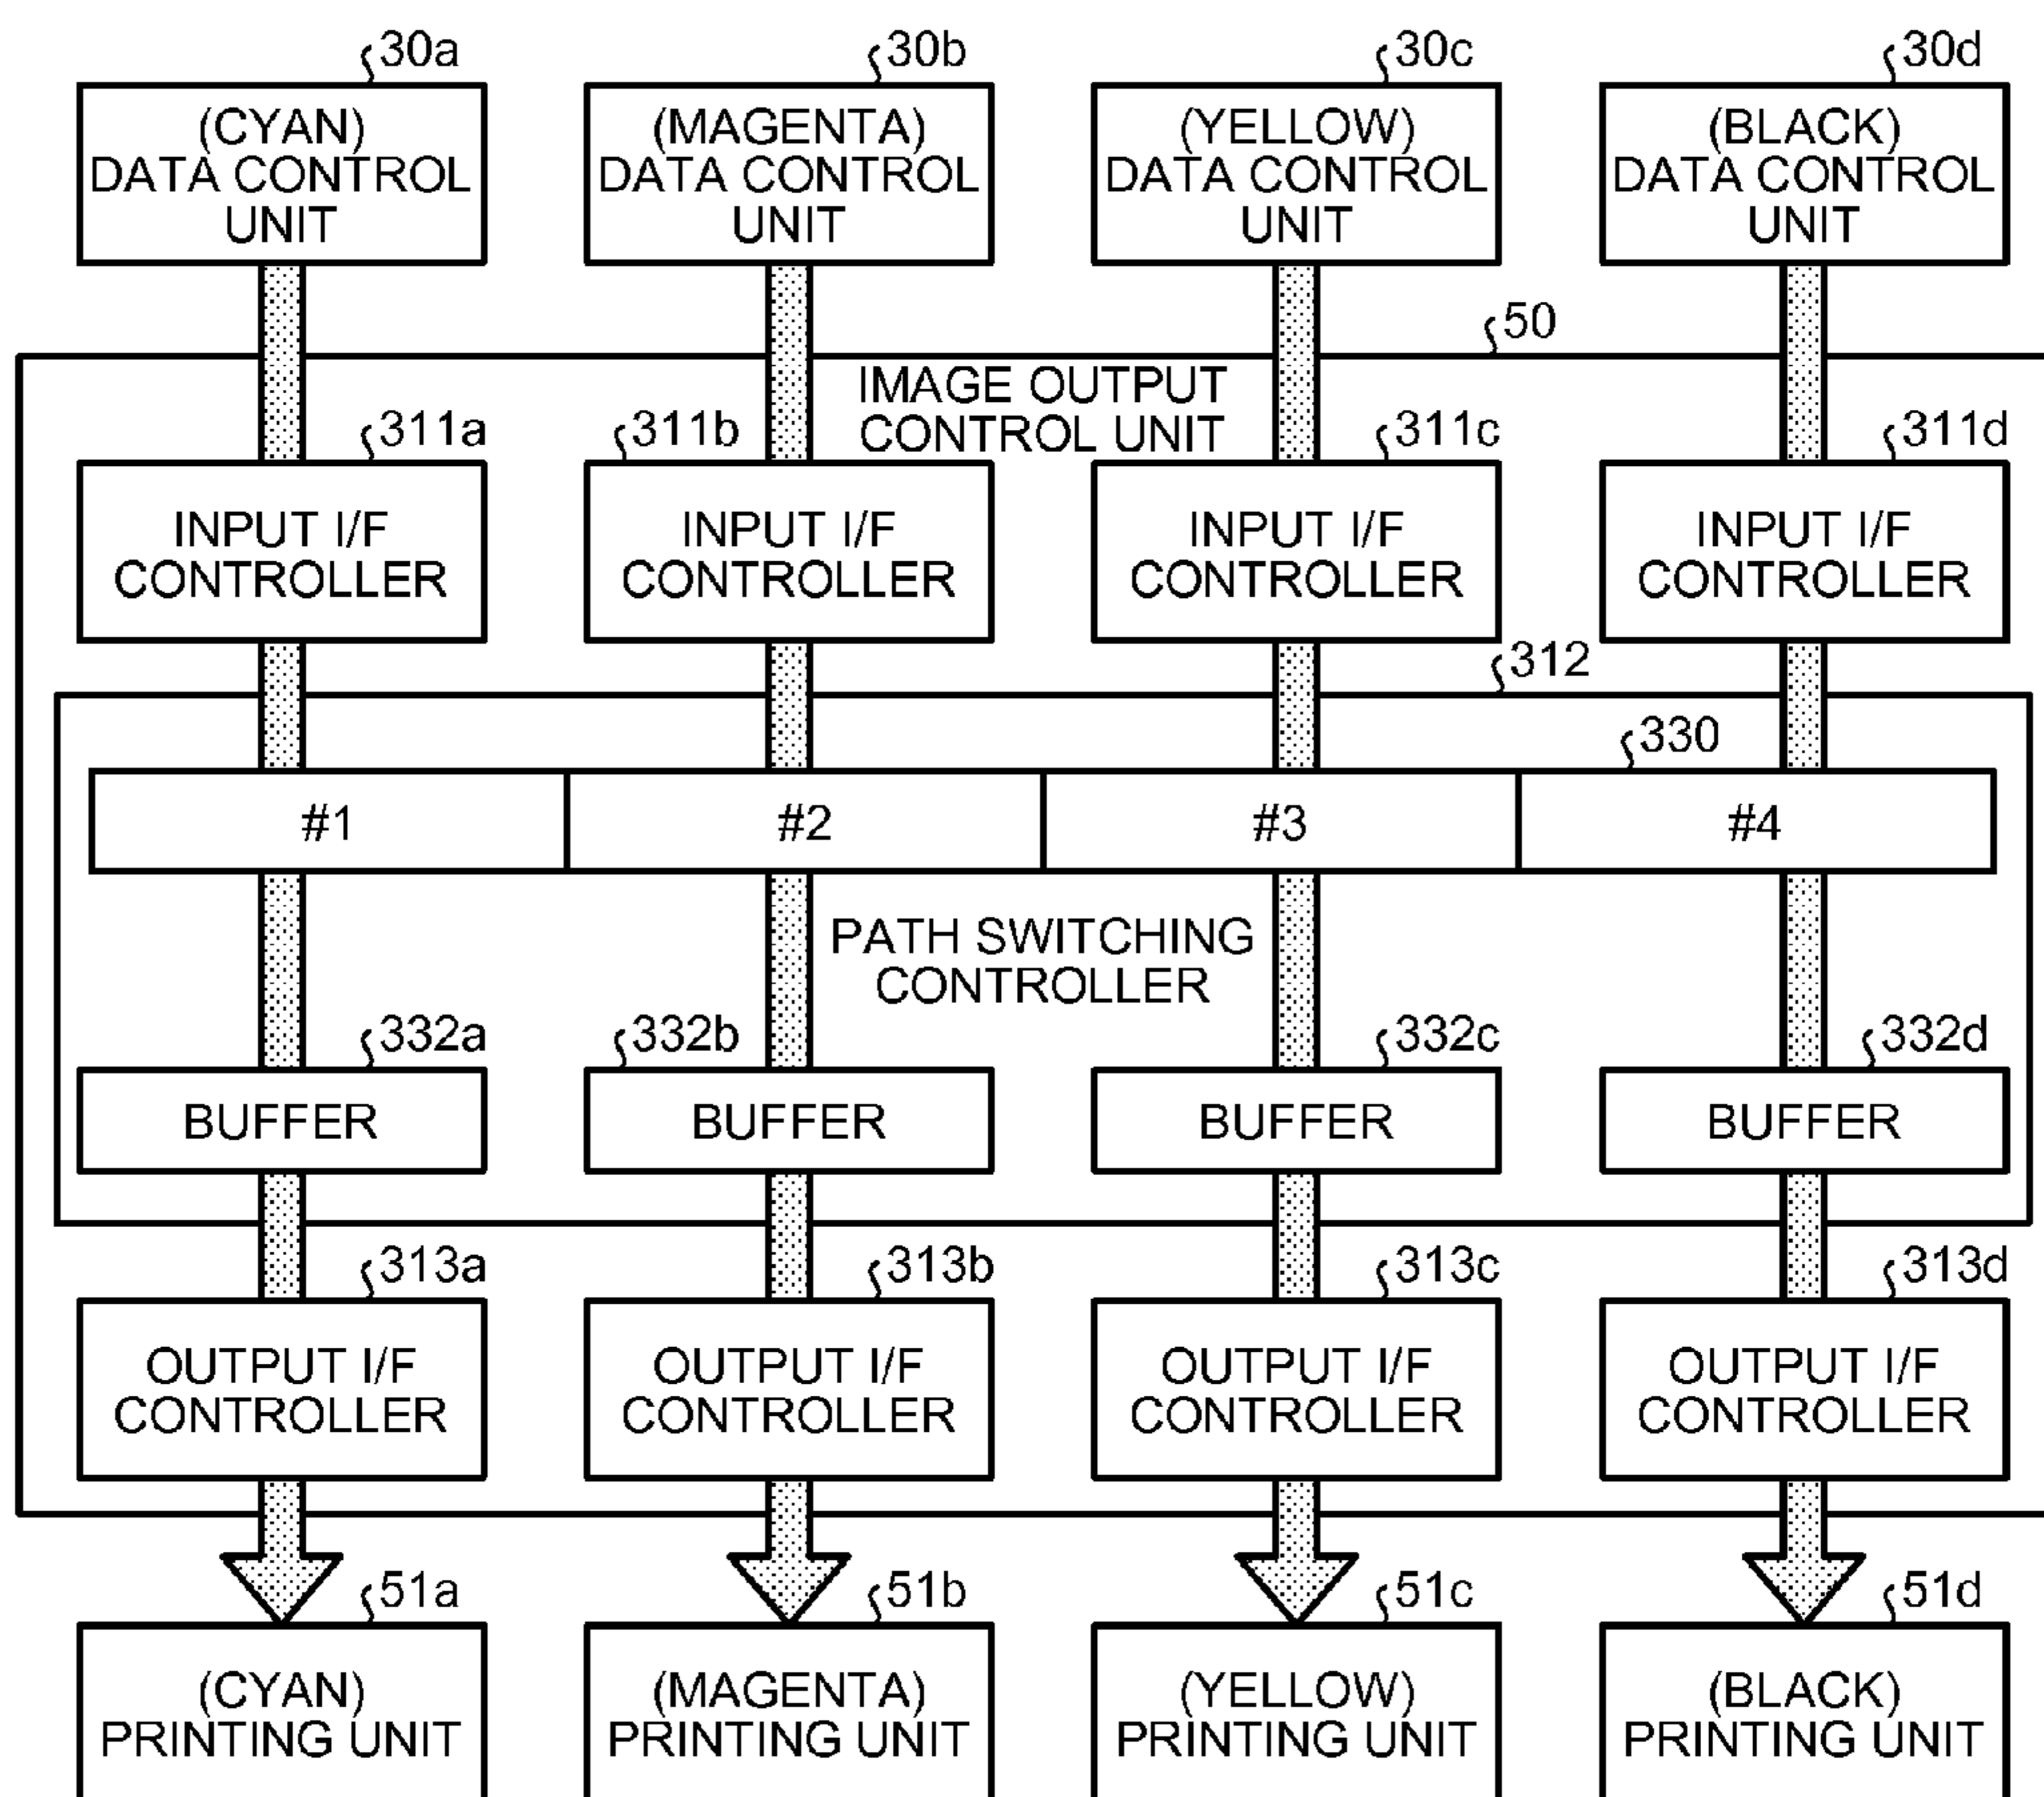 30a
30b
30c
30d
(CYAN)
DATA CONTROL
UNIT
(MAGENTA)
DATA CONTROL
UNIT
(YELLOW)
DATA CONTROL
UNIT
(BLACK)
DATA CONTROL
UNIT
50
IMAGE OUTPUT
CONTROL UNIT
311a
311b
311c
311d
INPUT I/F
CONTROLLER
INPUT I/F
CONTROLLER
INPUT I/F
CONTROLLER
INPUT I/F
CONTROLLER
312
330
#1
#2
#3
#4
PATH SWITCHING
CONTROLLER
332a
332b
332c
332d
BUFFER
BUFFER
BUFFER
BUFFER
313a
313b
313c
313d
OUTPUT I/F
CONTROLLER
OUTPUT I/F
CONTROLLER
OUTPUT I/F
CONTROLLER
OUTPUT I/F
CONTROLLER
51a
51b
51c
51d
(CYAN)
PRINTING UNIT
(MAGENTA)
PRINTING UNIT
(YELLOW)
PRINTING UNIT
(BLACK)
PRINTING UNIT